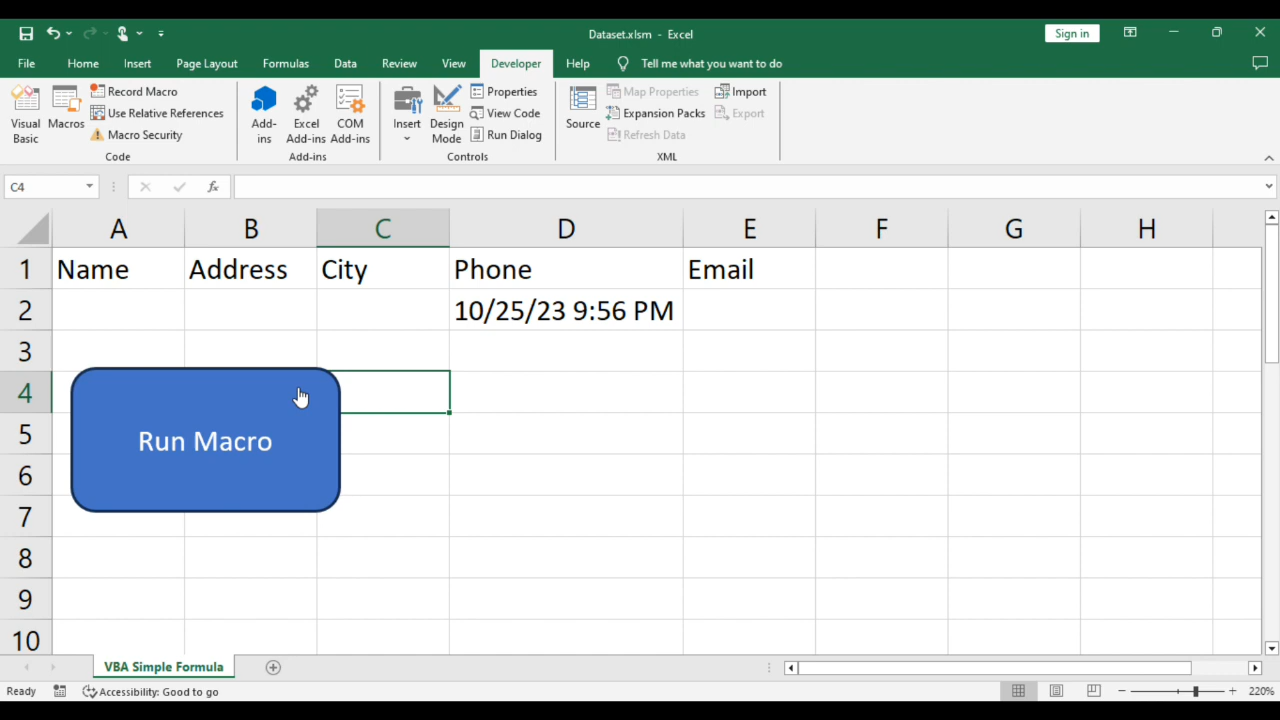 Dataset.xlsm - Excel
Sign in
File Home Insert Page Layout Formulas Data Review View Developer Help Tell me what you want to do
Visual Basic
Macros
Record Macro
Use Relative References
Macro Security
Code
Add-ins
Excel Add-ins
COM Add-ins
Add-ins
Insert
Design Mode
Properties
View Code
Run Dialog
Controls
Source
Map Properties
Expansion Packs
Refresh Data
Import
Export
XML
C4
fx
A B C D E F G H
1 Name Address City Phone Email
2 10/25/23 9:56 PM
3
4
5
Run Macro
6
7
8
9
10
VBA Simple Formula
Ready
Accessibility: Good to go
220%